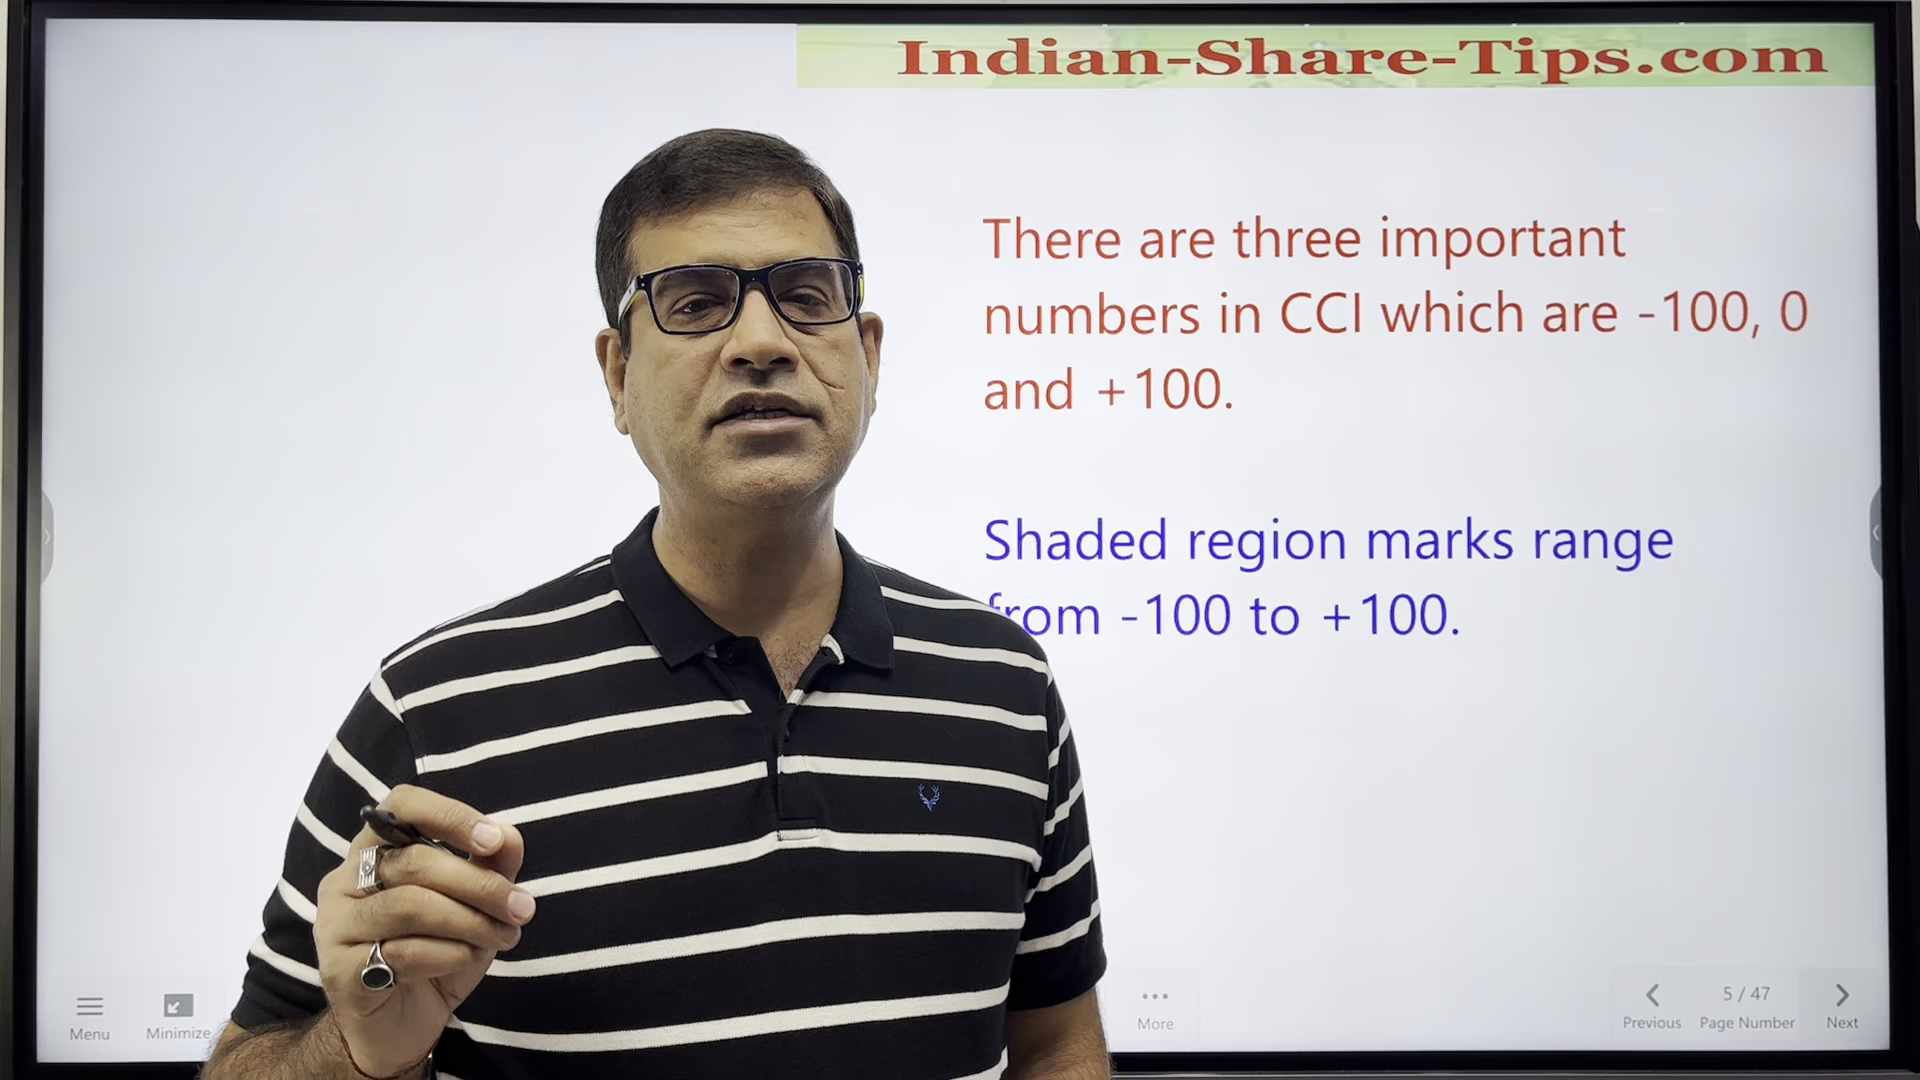 Indian-Share-Tips.com
There are three important
numbers in CCI which are -100, 0
and +100.
Shaded region marks range
from -100 to +100.
Menu
Minimize
More
Previous
5 / 47
Page Number
Next